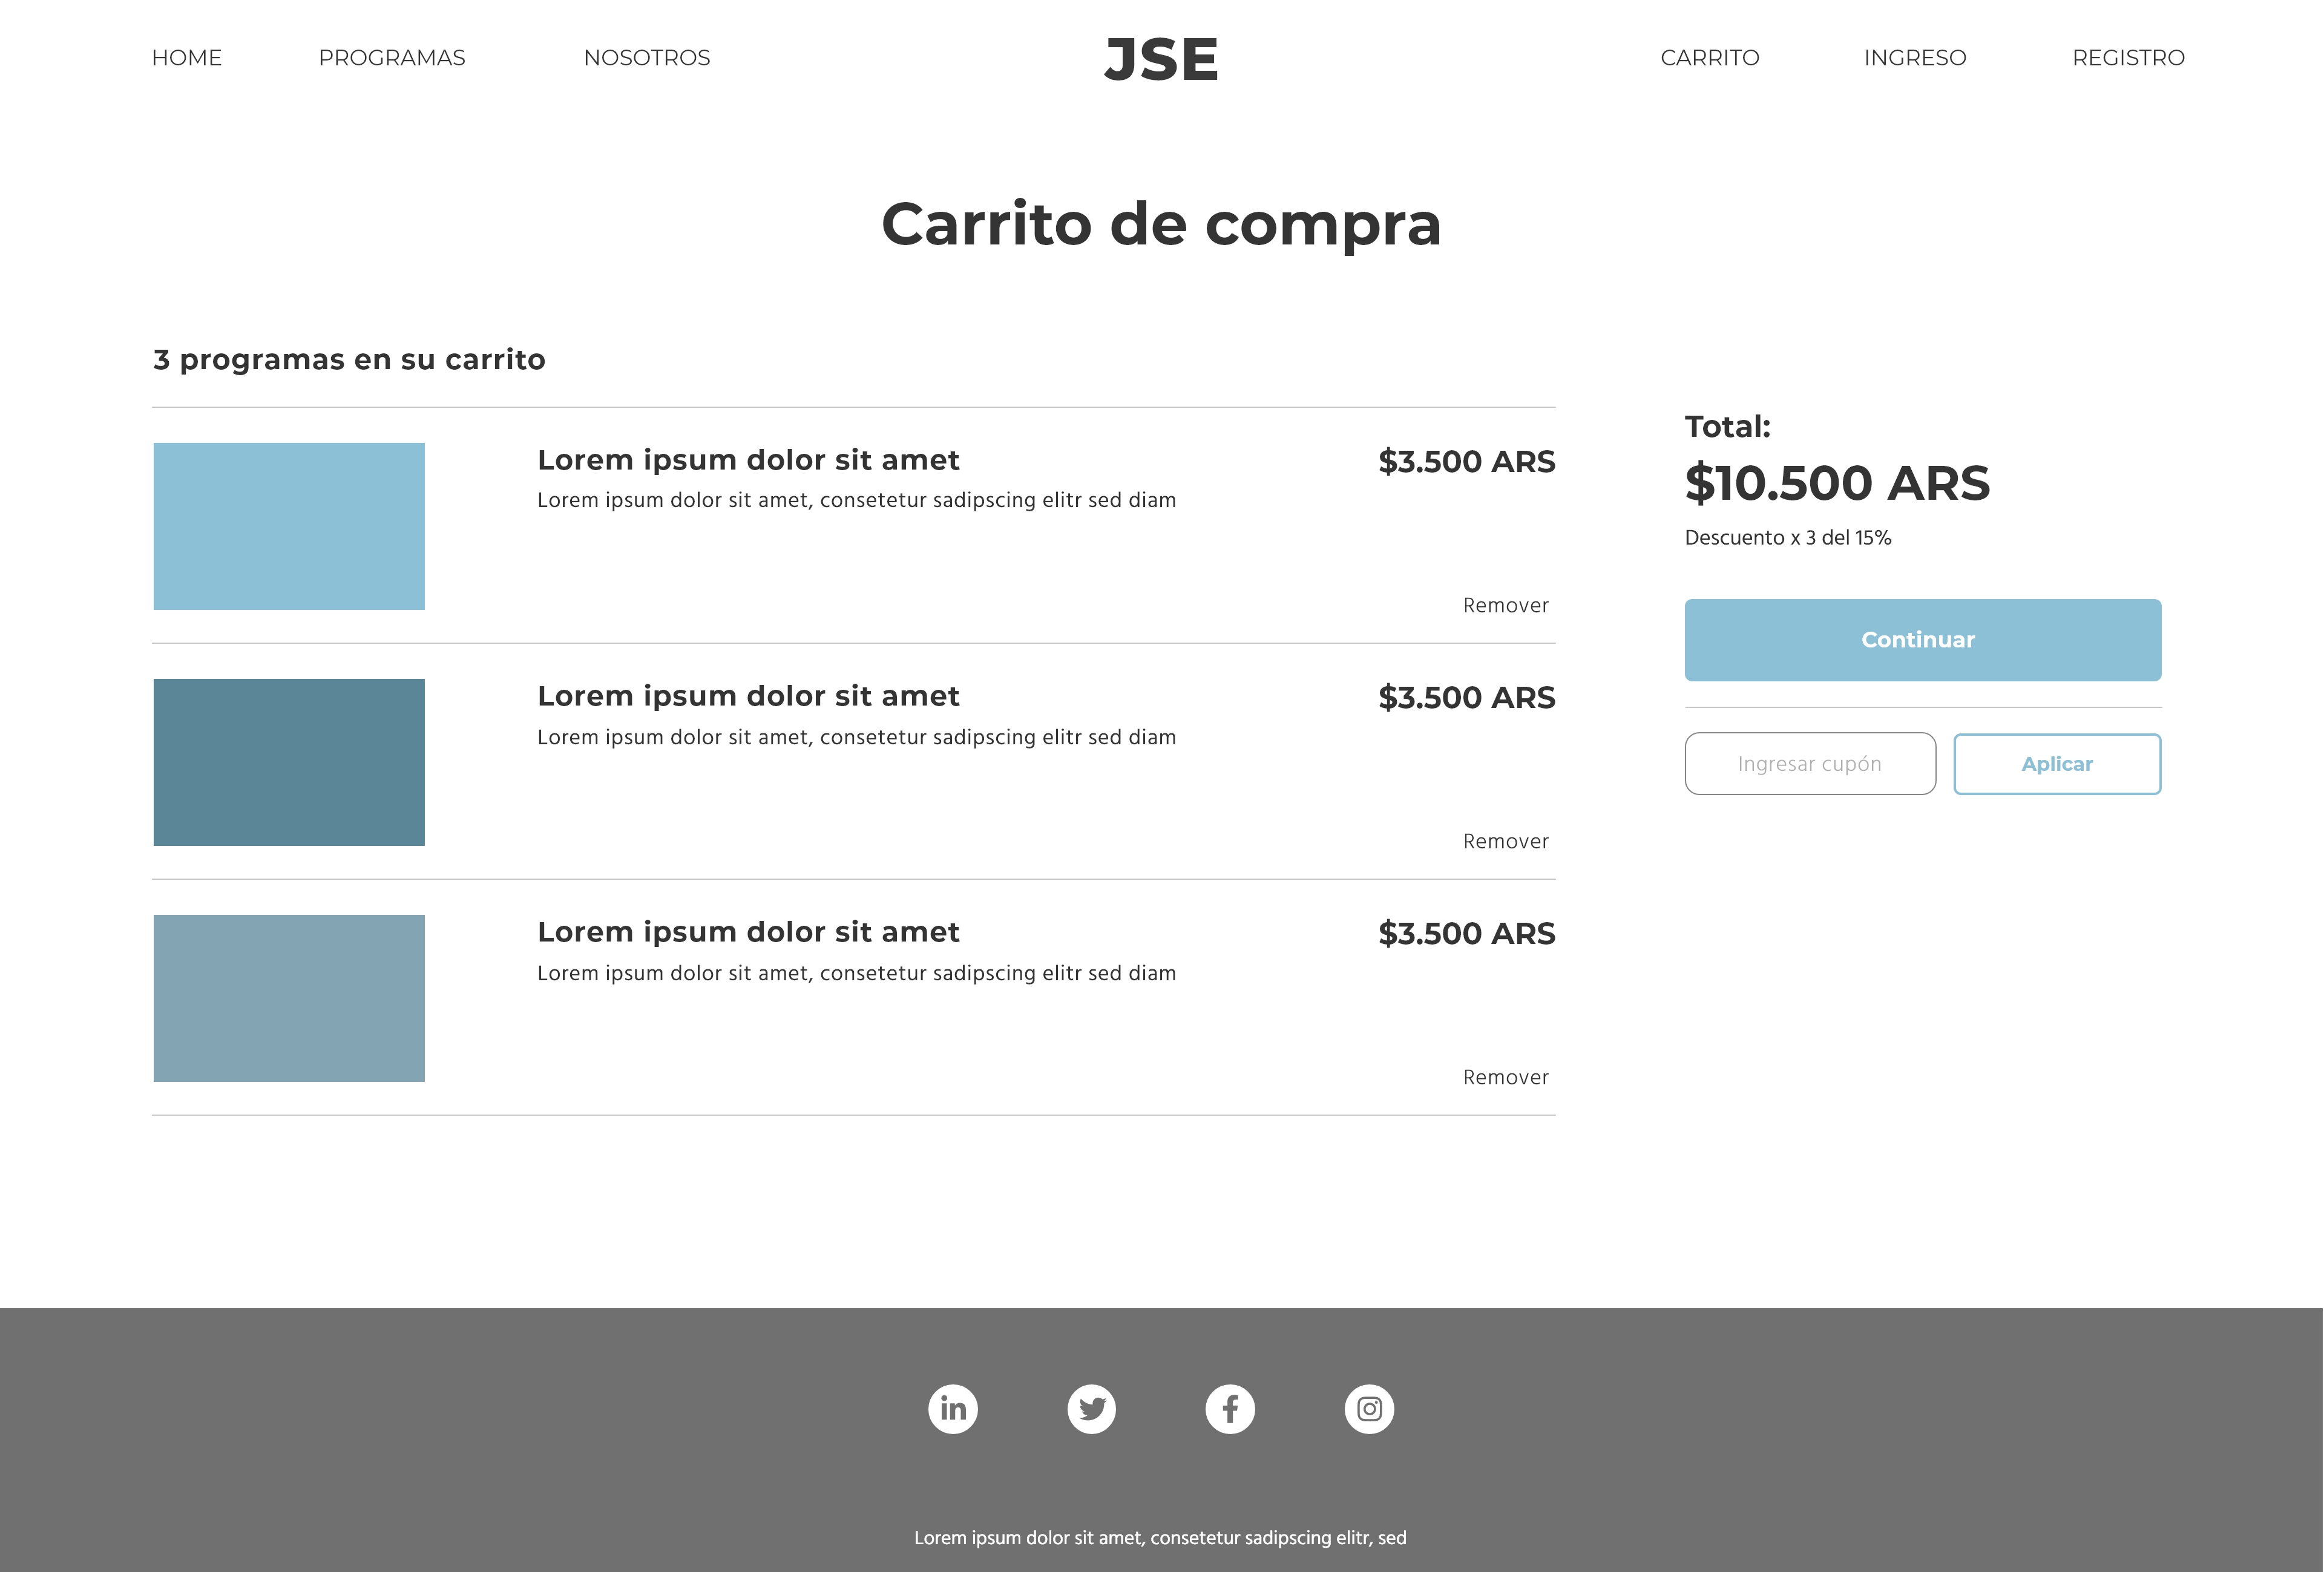 HOME PROGRAMAS NOSOTROS JSE CARRITO INGRESO REGISTRO
Carrito de compra
3 programas en su carrito
Lorem ipsum dolor sit amet $3.500 ARS
Lorem ipsum dolor sit amet, consetetur sadipscing elitr sed diam
Remover
Lorem ipsum dolor sit amet $3.500 ARS
Lorem ipsum dolor sit amet, consetetur sadipscing elitr sed diam
Remover
Lorem ipsum dolor sit amet $3.500 ARS
Lorem ipsum dolor sit amet, consetetur sadipscing elitr sed diam
Remover
Total:
$10.500 ARS
Descuento x 3 del 15%
Continuar
Ingresar cupón Aplicar
Lorem ipsum dolor sit amet, consetetur sadipscing elitr, sed